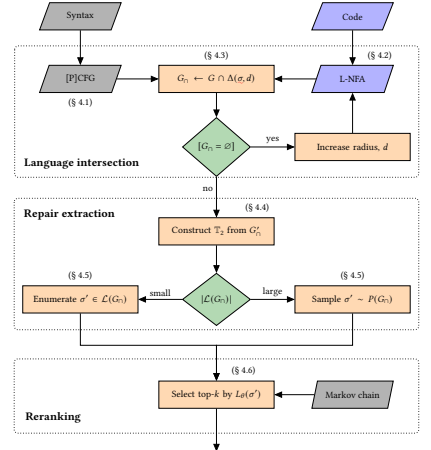 Syntax
Code
(§ 4.3)
(§ 4.2)
[P]CFG
G∩ ← G ∩ Δ(σ, d)
L-NFA
(§ 4.1)
[G∩ = ∅]
yes
Increase radius, d
Language intersection
no
Repair extraction
(§ 4.4)
Construct 𝕋₂ from G′∩
(§ 4.5)
(§ 4.5)
Enumerate σ′ ∈ ℒ(G∩)
small
|ℒ(G∩)|
large
Sample σ′ ∼ P(G∩)
(§ 4.6)
Select top-k by Lθ(σ′)
Markov chain
Reranking